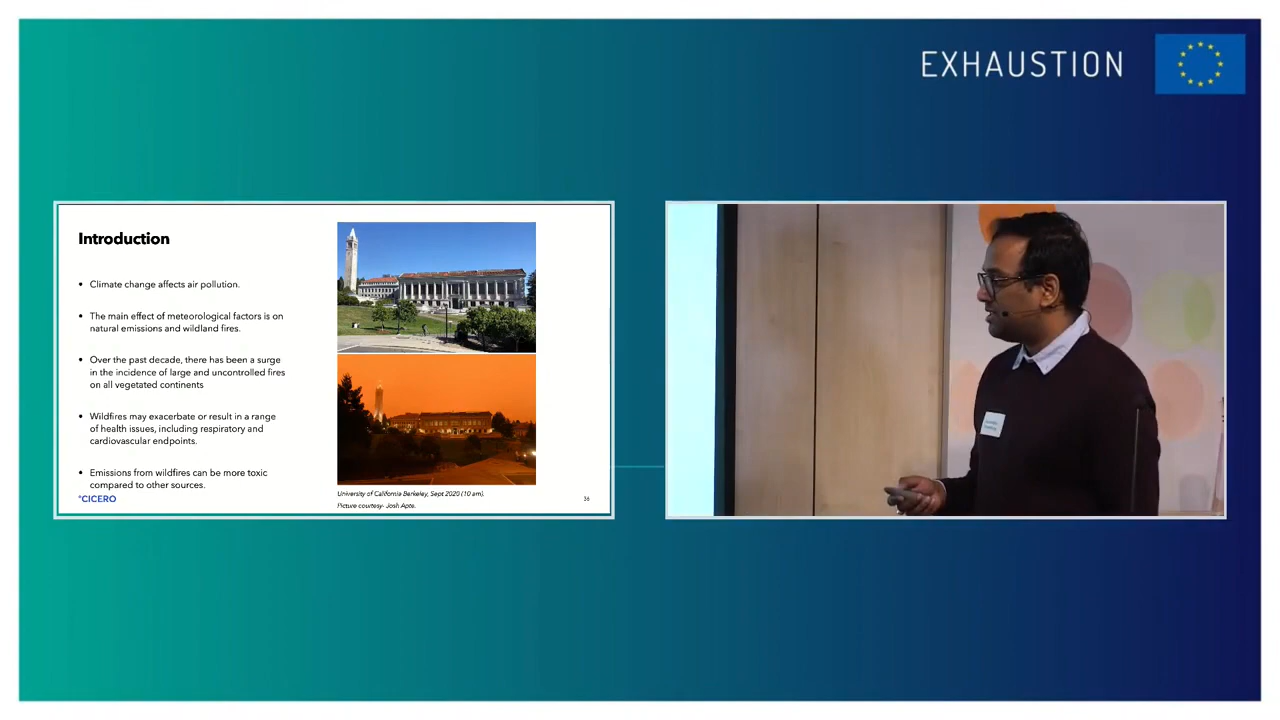 EXHAUSTION
Introduction
• Climate change affects air pollution.
• The main effect of meteorological factors is on
natural emissions and wildland fires.
• Over the past decade, there has been a surge
in the incidence of large and uncontrolled fires
on all vegetated continents
• Wildfires may exacerbate or result in a range
of health issues, including respiratory and
cardiovascular endpoints.
• Emissions from wildfires can be more toxic
compared to other sources.
°CICERO
University of California Berkeley, Sept 2020 (10 am).
Picture courtesy- Josh Apte.
36